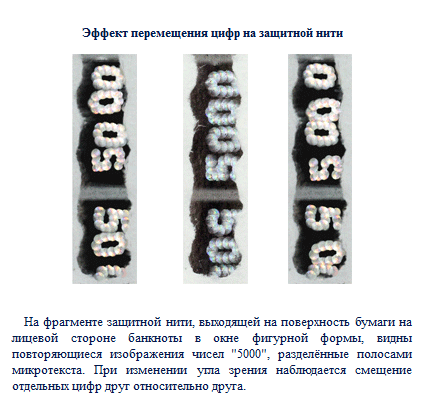 Эффект перемещения цифр на защитной нити
5000 50 5000 500 5000 50
На фрагменте защитной нити, выходящей на поверхность бумаги на
лицевой стороне банкноты в окне фигурной формы, видны
повторяющиеся изображения чисел "5000", разделённые полосами
микротекста. При изменении угла зрения наблюдается смещение
отдельных цифр друг относительно друга.